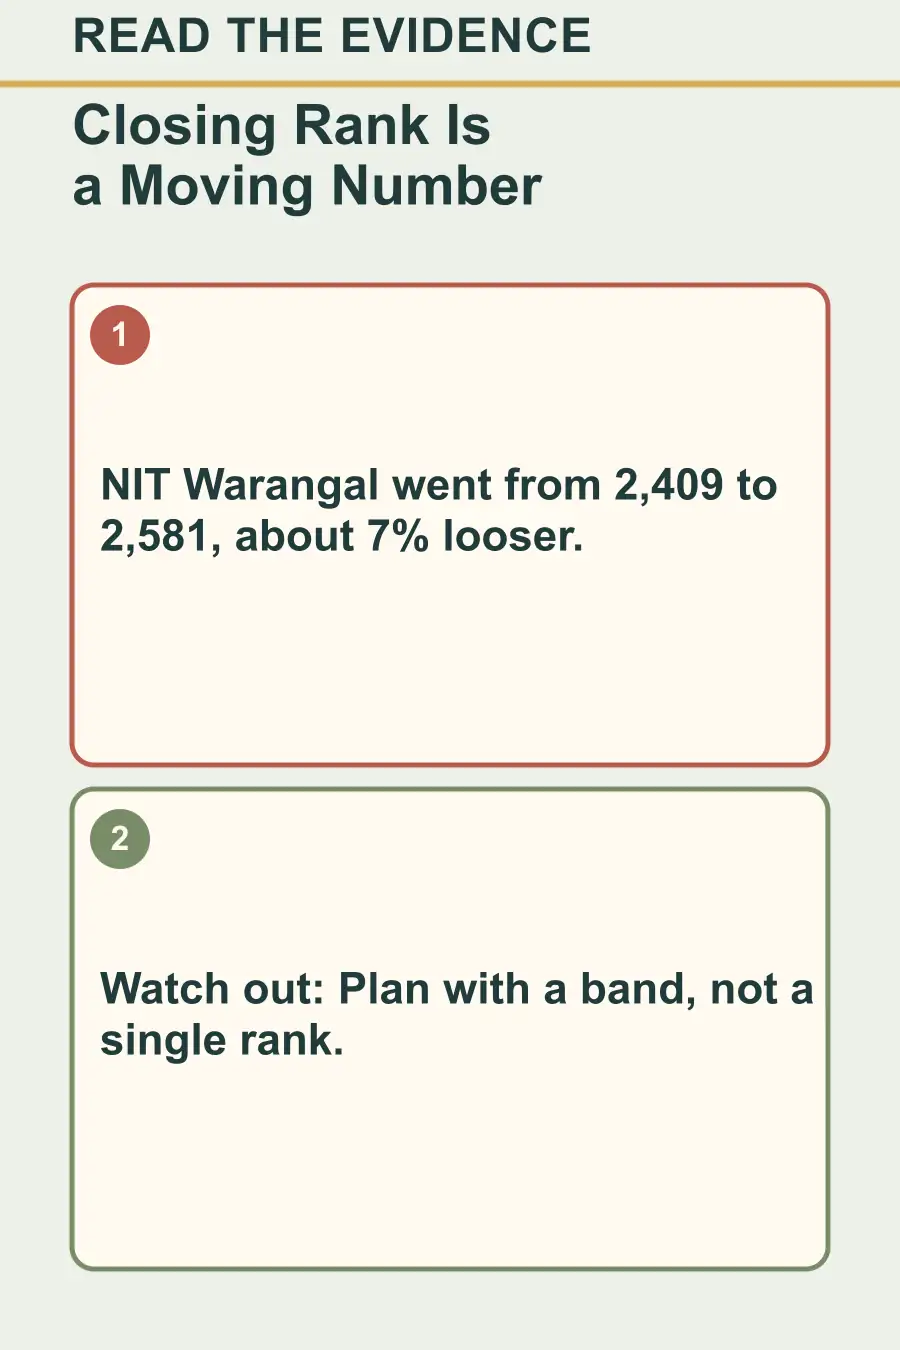 READ THE EVIDENCE
Closing Rank Is
a Moving Number
1
NIT Warangal went from 2,409 to
2,581, about 7% looser.
2
Watch out: Plan with a band, not a
single rank.